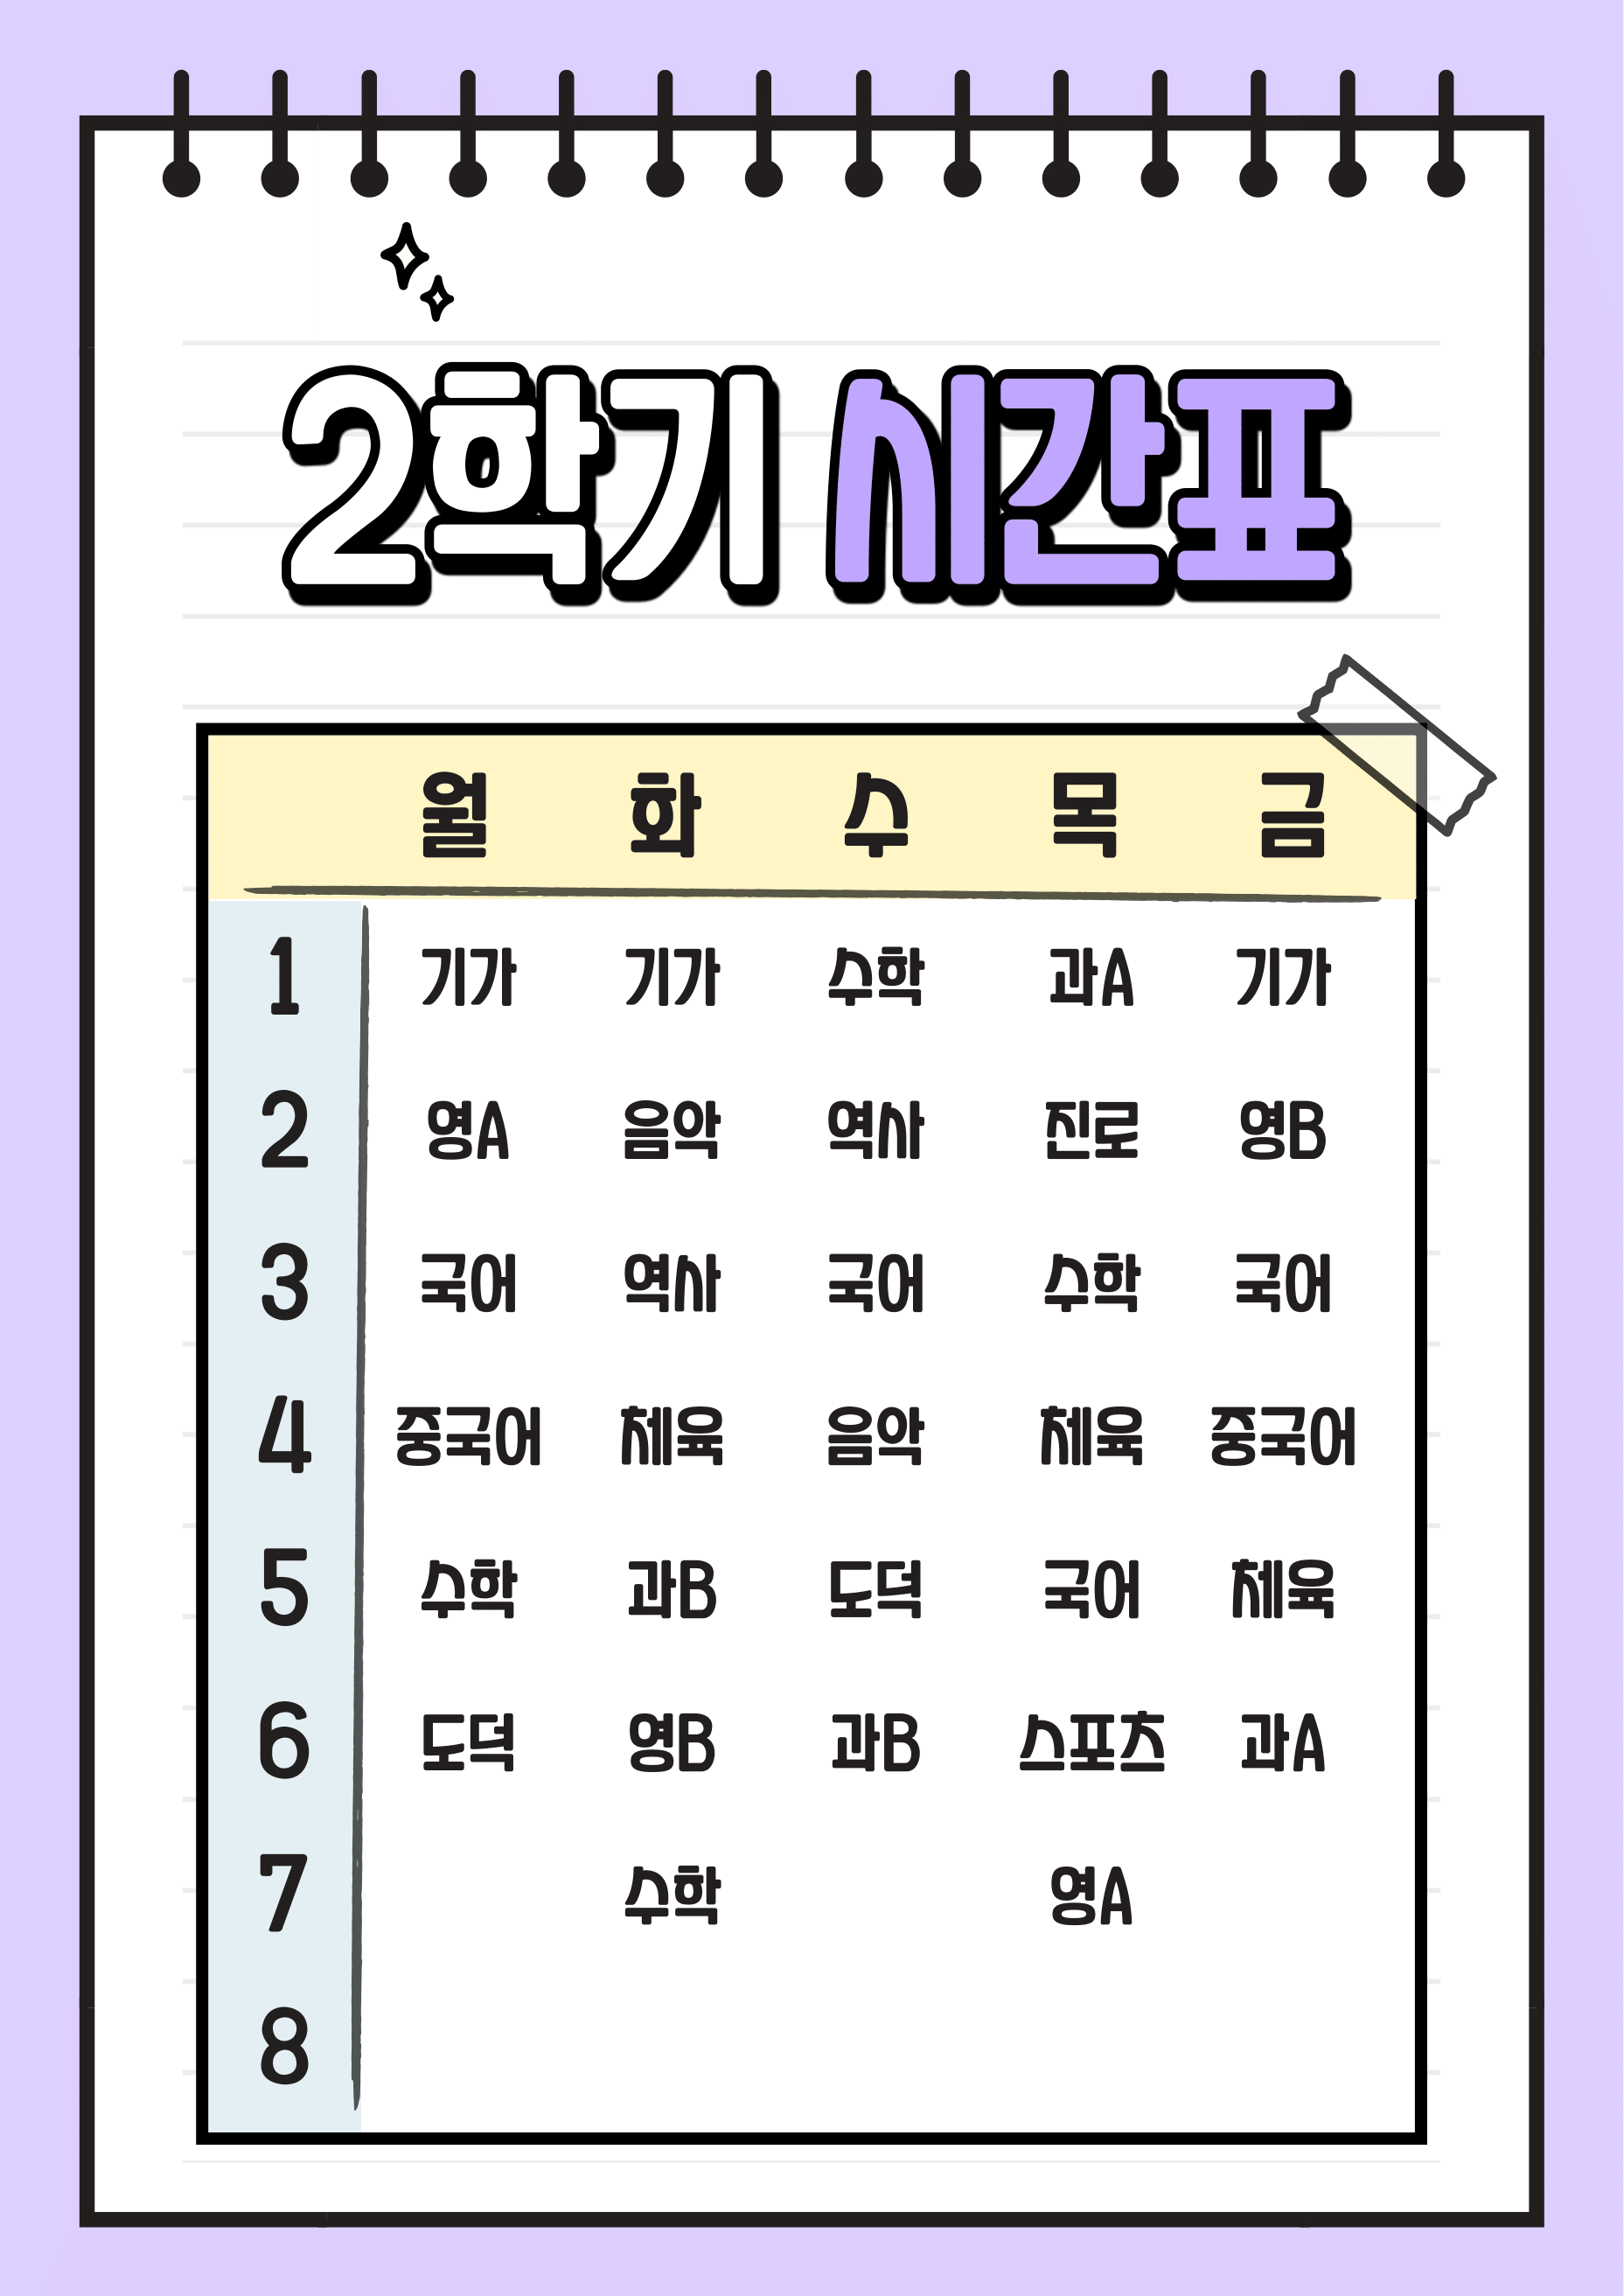 2학기 시간표
월 화 수 목 금
1 기가 기가 수학 과A 기가
2 영A 음악 역사 진로 영B
3 국어 역사 국어 수학 국어
4 중국어 체육 음악 체육 중국어
5 수학 과B 도덕 국어 체육
6 도덕 영B 과B 스포츠 과A
7 수학 영A
8